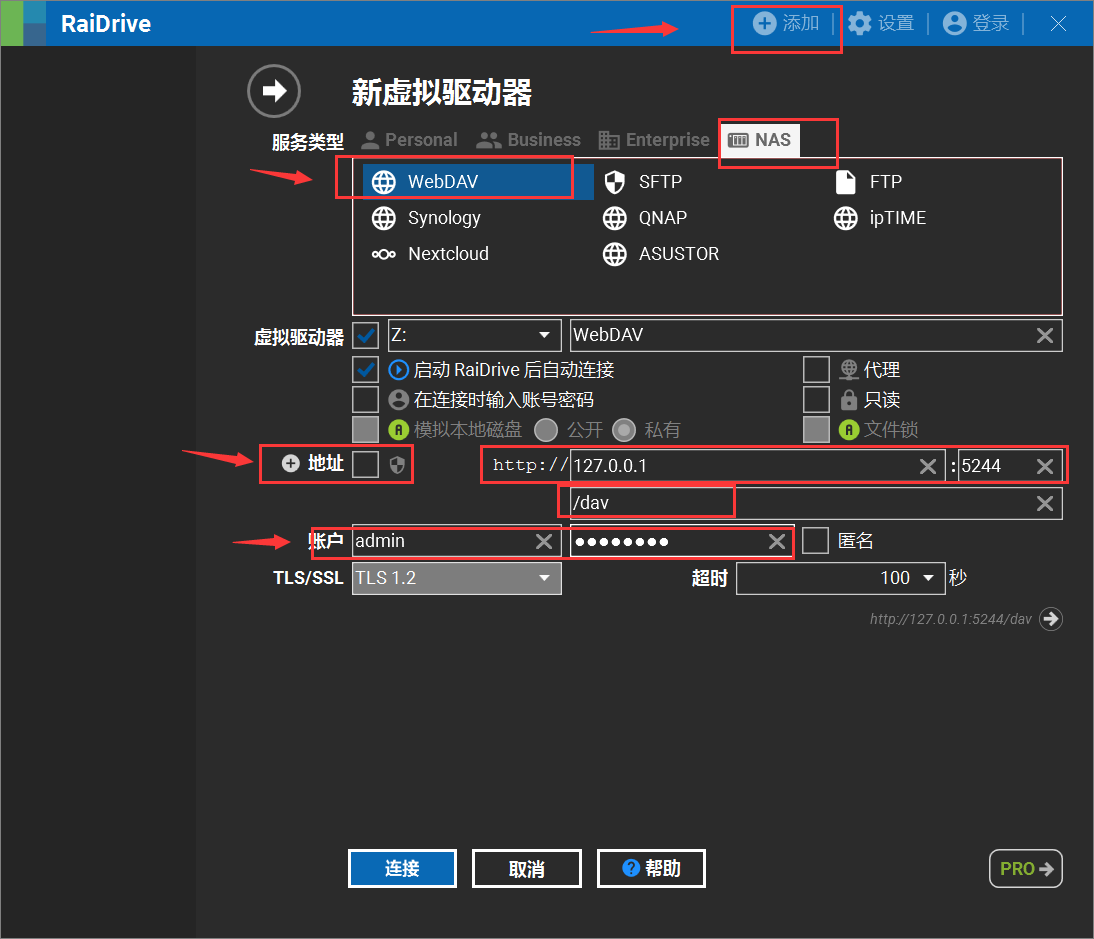 RaiDrive 添加 设置 登录
新虚拟驱动器
服务类型 Personal Business Enterprise NAS
WebDAV SFTP FTP
Synology QNAP ipTIME
Nextcloud ASUSTOR
虚拟驱动器 Z: WebDAV
启动 RaiDrive 后自动连接 代理
在连接时输入账号密码 只读
A 模拟本地磁盘 公开 私有 A 文件锁
地址 http:// 127.0.0.1 : 5244
/dav
账户 admin ●●●●●●●● 匿名
TLS/SSL TLS 1.2 超时 100 秒
http://127.0.0.1:5244/dav
连接 取消 ? 帮助 PRO